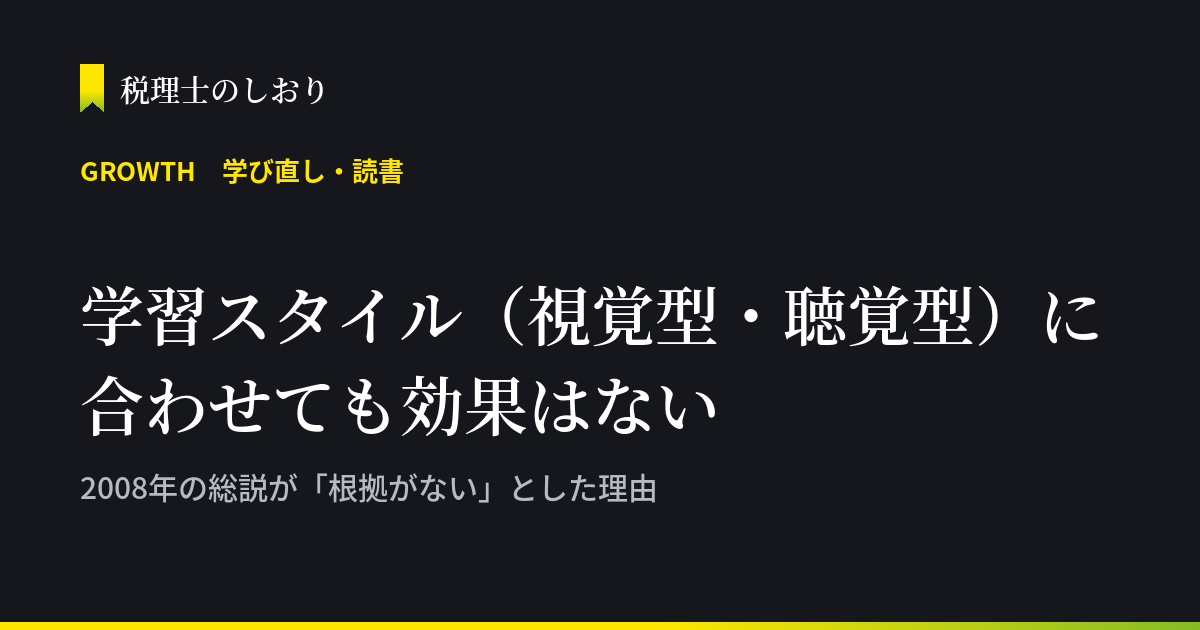 税理士のしおり
GROWTH　学び直し・読書
学習スタイル（視覚型・聴覚型）に
合わせても効果はない
2008年の総説が「根拠がない」とした理由